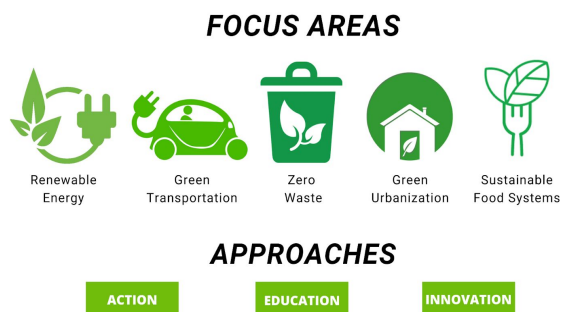 FOCUS AREAS
Renewable
Energy
Green
Transportation
Zero
Waste
Green
Urbanization
Sustainable
Food Systems
APPROACHES
ACTION
EDUCATION
INNOVATION